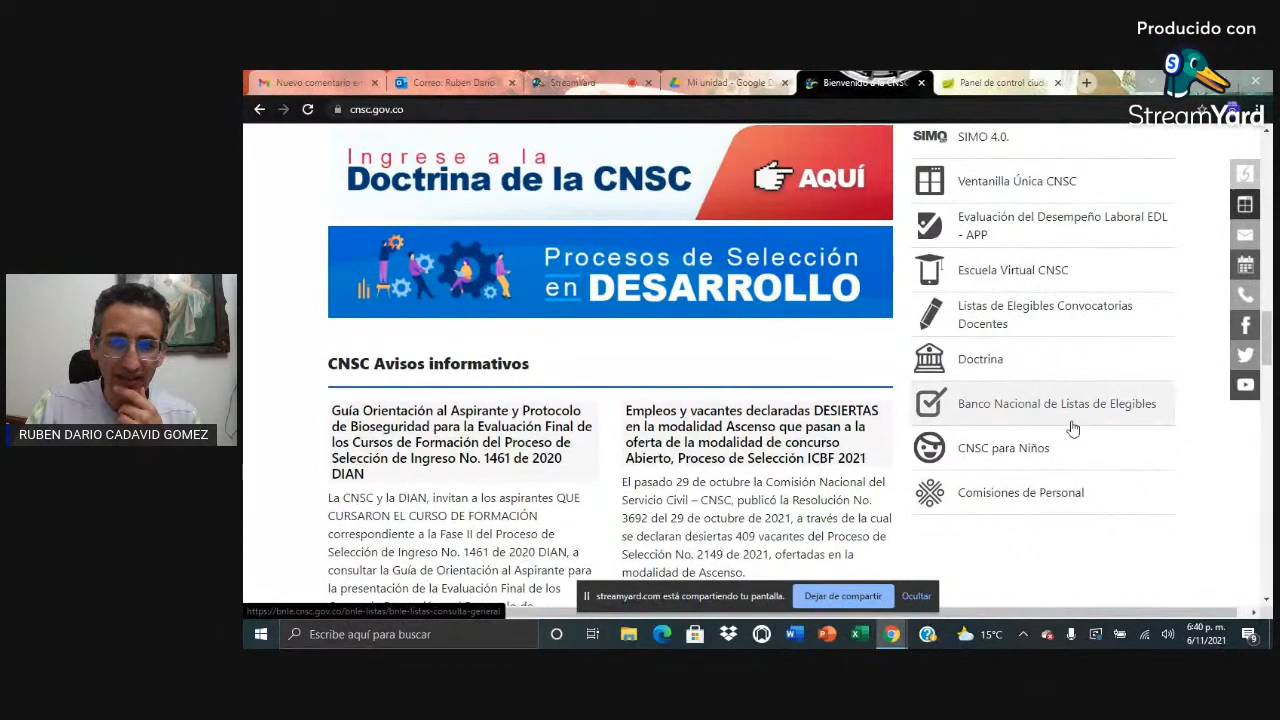 Producido con
StreamYard
Nuevo comentario en
Correo: Ruben Dario
StreamYard
Mi unidad - Google D
Bienvenido a la CNSC
Panel de control ciud
cnsc.gov.co
Ingrese a la
Doctrina de la CNSC
AQUÍ
Procesos de Selección
en DESARROLLO
CNSC Avisos informativos
Guía Orientación al Aspirante y Protocolo
de Bioseguridad para la Evaluación Final de
los Cursos de Formación del Proceso de
Selección de Ingreso No. 1461 de 2020
DIAN
La CNSC y la DIAN, invitan a los aspirantes QUE
CURSARON EL CURSO DE FORMACIÓN
correspondiente a la Fase II del Proceso de
Selección de Ingreso No. 1461 de 2020 DIAN, a
consultar la Guía de Orientación al Aspirante para
la presentación de la Evaluación Final de los
Empleos y vacantes declaradas DESIERTAS
en la modalidad Ascenso que pasan a la
oferta de la modalidad de concurso
Abierto, Proceso de Selección ICBF 2021
El pasado 29 de octubre la Comisión Nacional del
Servicio Civil – CNSC, publicó la Resolución No.
3692 del 29 de octubre de 2021, a través de la cual
se declaran desiertas 409 vacantes del Proceso de
Selección No. 2149 de 2021, ofertadas en la
modalidad de Ascenso.
SIMO SIMO 4.0.
Ventanilla Única CNSC
Evaluación del Desempeño Laboral EDL
- APP
Escuela Virtual CNSC
Listas de Elegibles Convocatorias
Docentes
Doctrina
Banco Nacional de Listas de Elegibles
CNSC para Niños
Comisiones de Personal
RUBEN DARIO CADAVID GOMEZ
streamyard.com está compartiendo tu pantalla.
Dejar de compartir
Ocultar
https://bnle.cnsc.gov.co/bnle-listas/bnle-listas-consulta-general
Escribe aquí para buscar
15°C
6:40 p. m.
6/11/2021
9